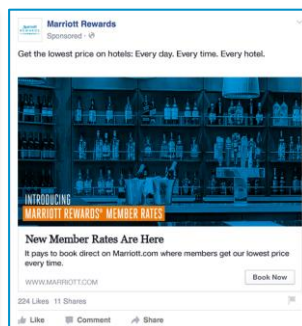 Marriott Rewards
Sponsored ·
Get the lowest price on hotels: Every day. Every time. Every hotel.
INTRODUCING
MARRIOTT REWARDS® MEMBER RATES
New Member Rates Are Here
It pays to book direct on Marriott.com where members get our lowest price
every time.
WWW.MARRIOTT.COM
Book Now
224 Likes 11 Shares
Like Comment Share